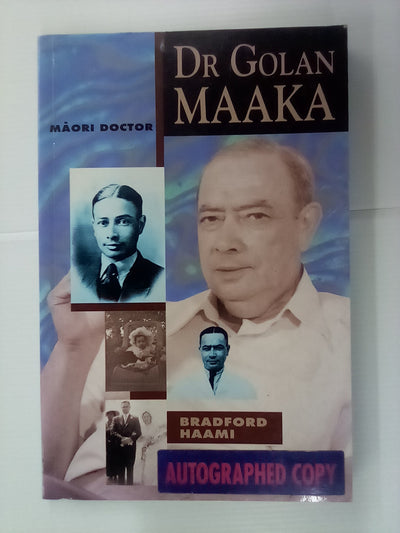 DR GOLAN
MAAKA
MĀORI DOCTOR
BRADFORD
HAAMI
AUTOGRAPHED COPY